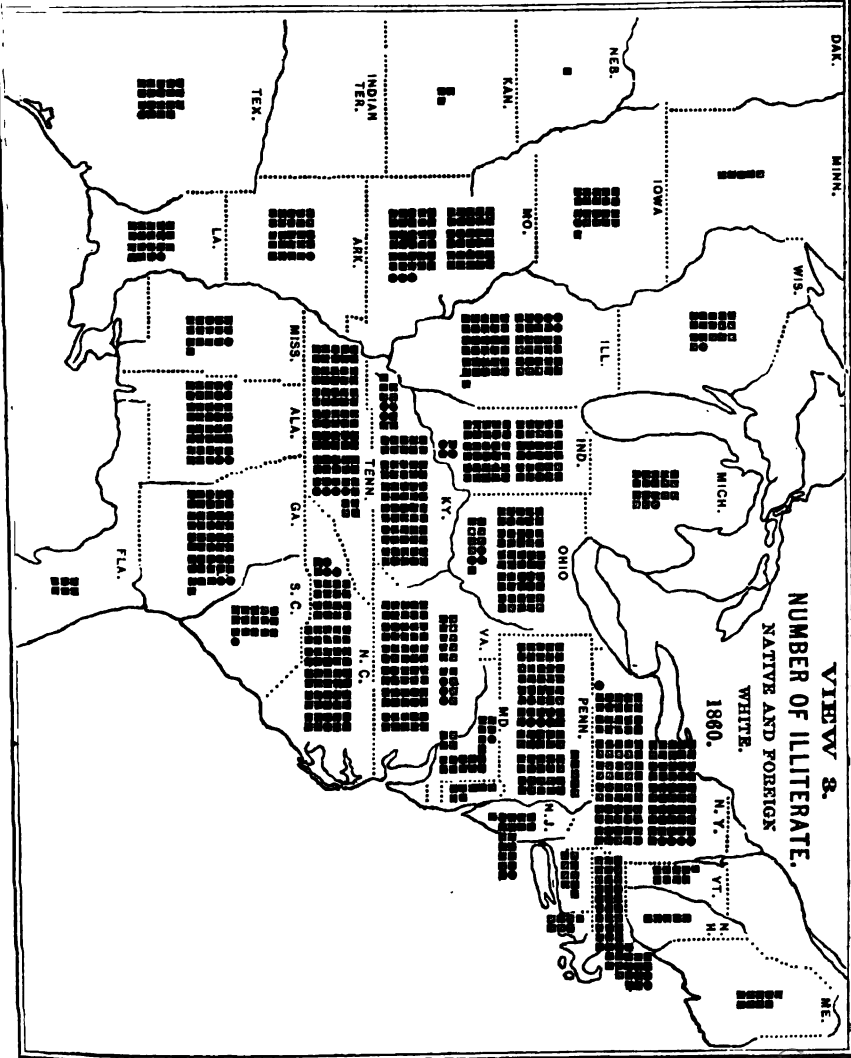 VIEW 8.
NUMBER OF ILLITERATE.
NATIVE AND FOREIGN
WHITE.
1860.
DAK.
MINN.
WIS.
MICH.
N. Y.
VT.
N. H.
ME.
NEB.
IOWA
ILL.
IND.
OHIO
PENN.
N.J.
MD.
KAN.
MO.
KY.
VA.
INDIAN
TER.
ARK.
TENN.
N. C.
TEX.
LA.
MISS.
ALA.
GA.
S. C.
FLA.